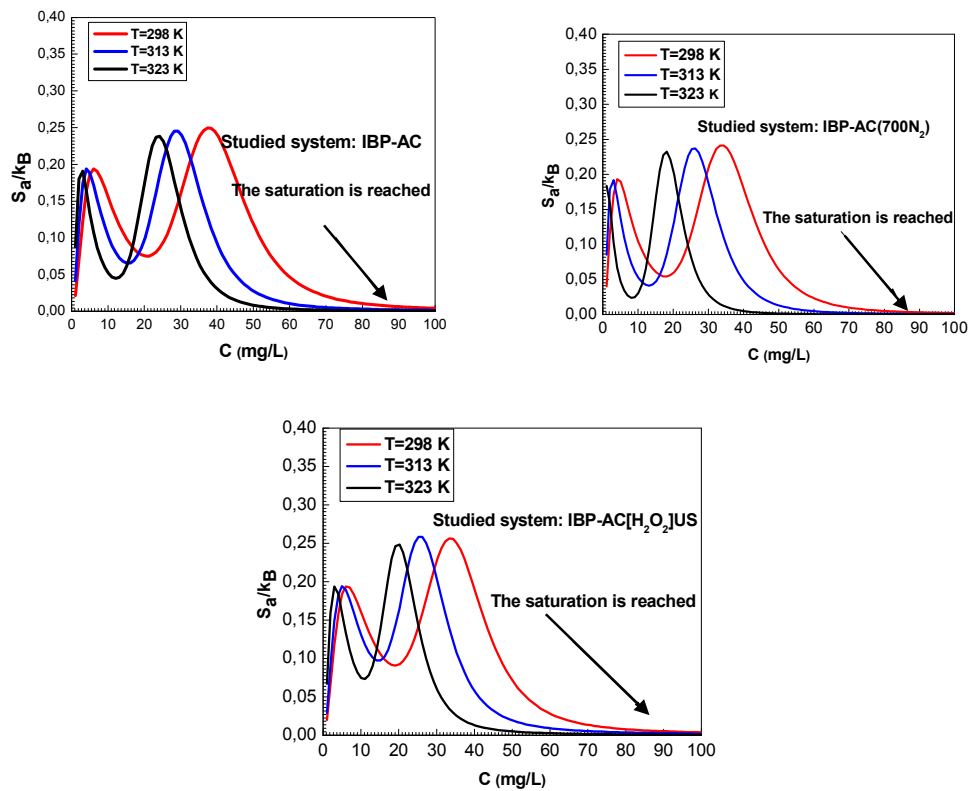 0,40
0,35
0,30
0,25
0,20
0,15
0,10
0,05
0,00
Sa/kB
T=298 K
T=313 K
T=323 K
Studied system: IBP-AC
The saturation is reached
0 10 20 30 40 50 60 70 80 90 100
C (mg/L)
0,40
0,35
0,30
0,25
0,20
0,15
0,10
0,05
0,00
Sa/kB
T=298 K
T=313 K
T=323 K
Studied system: IBP-AC(700N2)
The saturation is reached
0 10 20 30 40 50 60 70 80 90 100
C (mg/L)
0,40
0,35
0,30
0,25
0,20
0,15
0,10
0,05
0,00
Sa/kB
T=298 K
T=313 K
T=323 K
Studied system: IBP-AC[H2O2]US
The saturation is reached
0 10 20 30 40 50 60 70 80 90 100
C (mg/L)